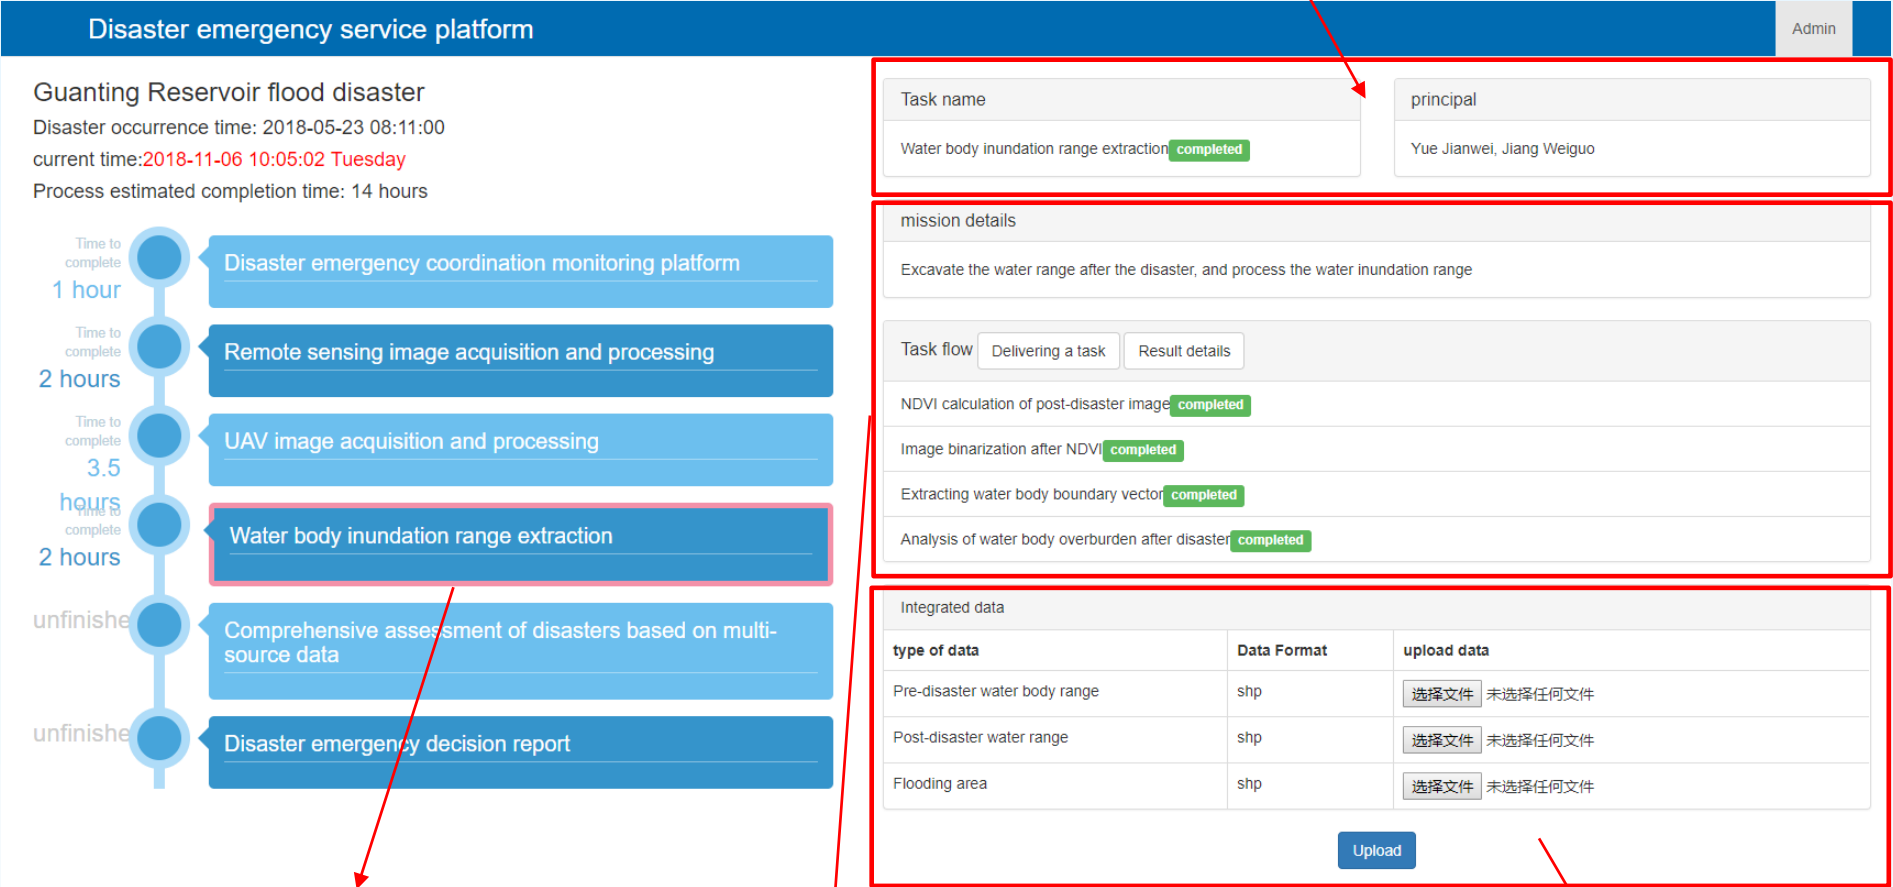 Disaster emergency service platform
Admin
Guanting Reservoir flood disaster
Disaster occurrence time: 2018-05-23 08:11:00
current time:2018-11-06 10:05:02 Tuesday
Process estimated completion time: 14 hours
Time to
complete
1 hour
Disaster emergency coordination monitoring platform
Time to
complete
2 hours
Remote sensing image acquisition and processing
Time to
complete
3.5
hours
UAV image acquisition and processing
Time to
complete
2 hours
Water body inundation range extraction
unfinishe
Comprehensive assessment of disasters based on multi-
source data
unfinishe
Disaster emergency decision report
Task name
Water body inundation range extraction completed
principal
Yue Jianwei, Jiang Weiguo
mission details
Excavate the water range after the disaster, and process the water inundation range
Task flow Delivering a task Result details
NDVI calculation of post-disaster image completed
Image binarization after NDVI completed
Extracting water body boundary vector completed
Analysis of water body overburden after disaster completed
Integrated data
type of data Data Format upload data
Pre-disaster water body range shp 选择文件 未选择任何文件
Post-disaster water range shp 选择文件 未选择任何文件
Flooding area shp 选择文件 未选择任何文件
Upload